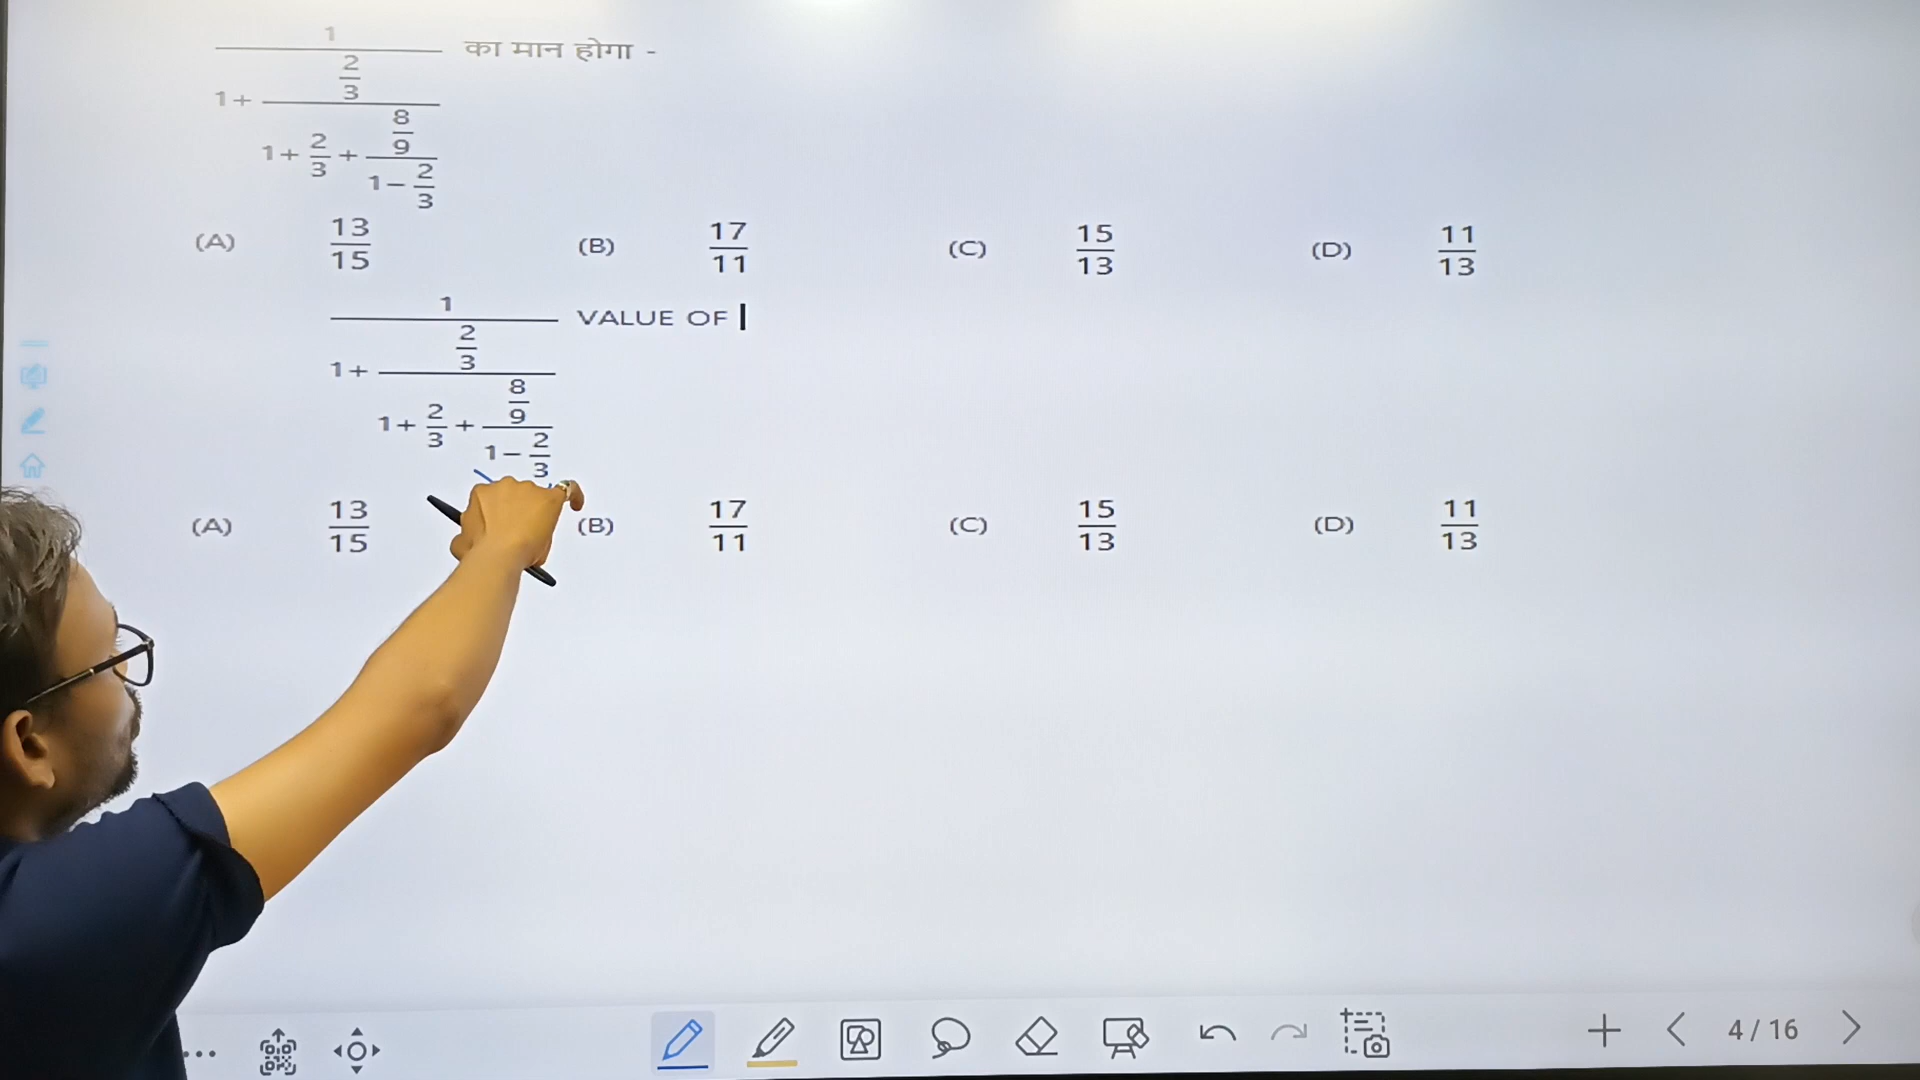 1 / (1 + (2/3) / (1 + 2/3 + (8/9) / (1 − 2/3))) का मान होगा -
(A) 13/15 (B) 17/11 (C) 15/13 (D) 11/13
1 / (1 + (2/3) / (1 + 2/3 + (8/9) / (1 − 2/3))) VALUE OF
(A) 13/15 (B) 17/11 (C) 15/13 (D) 11/13
4 / 16